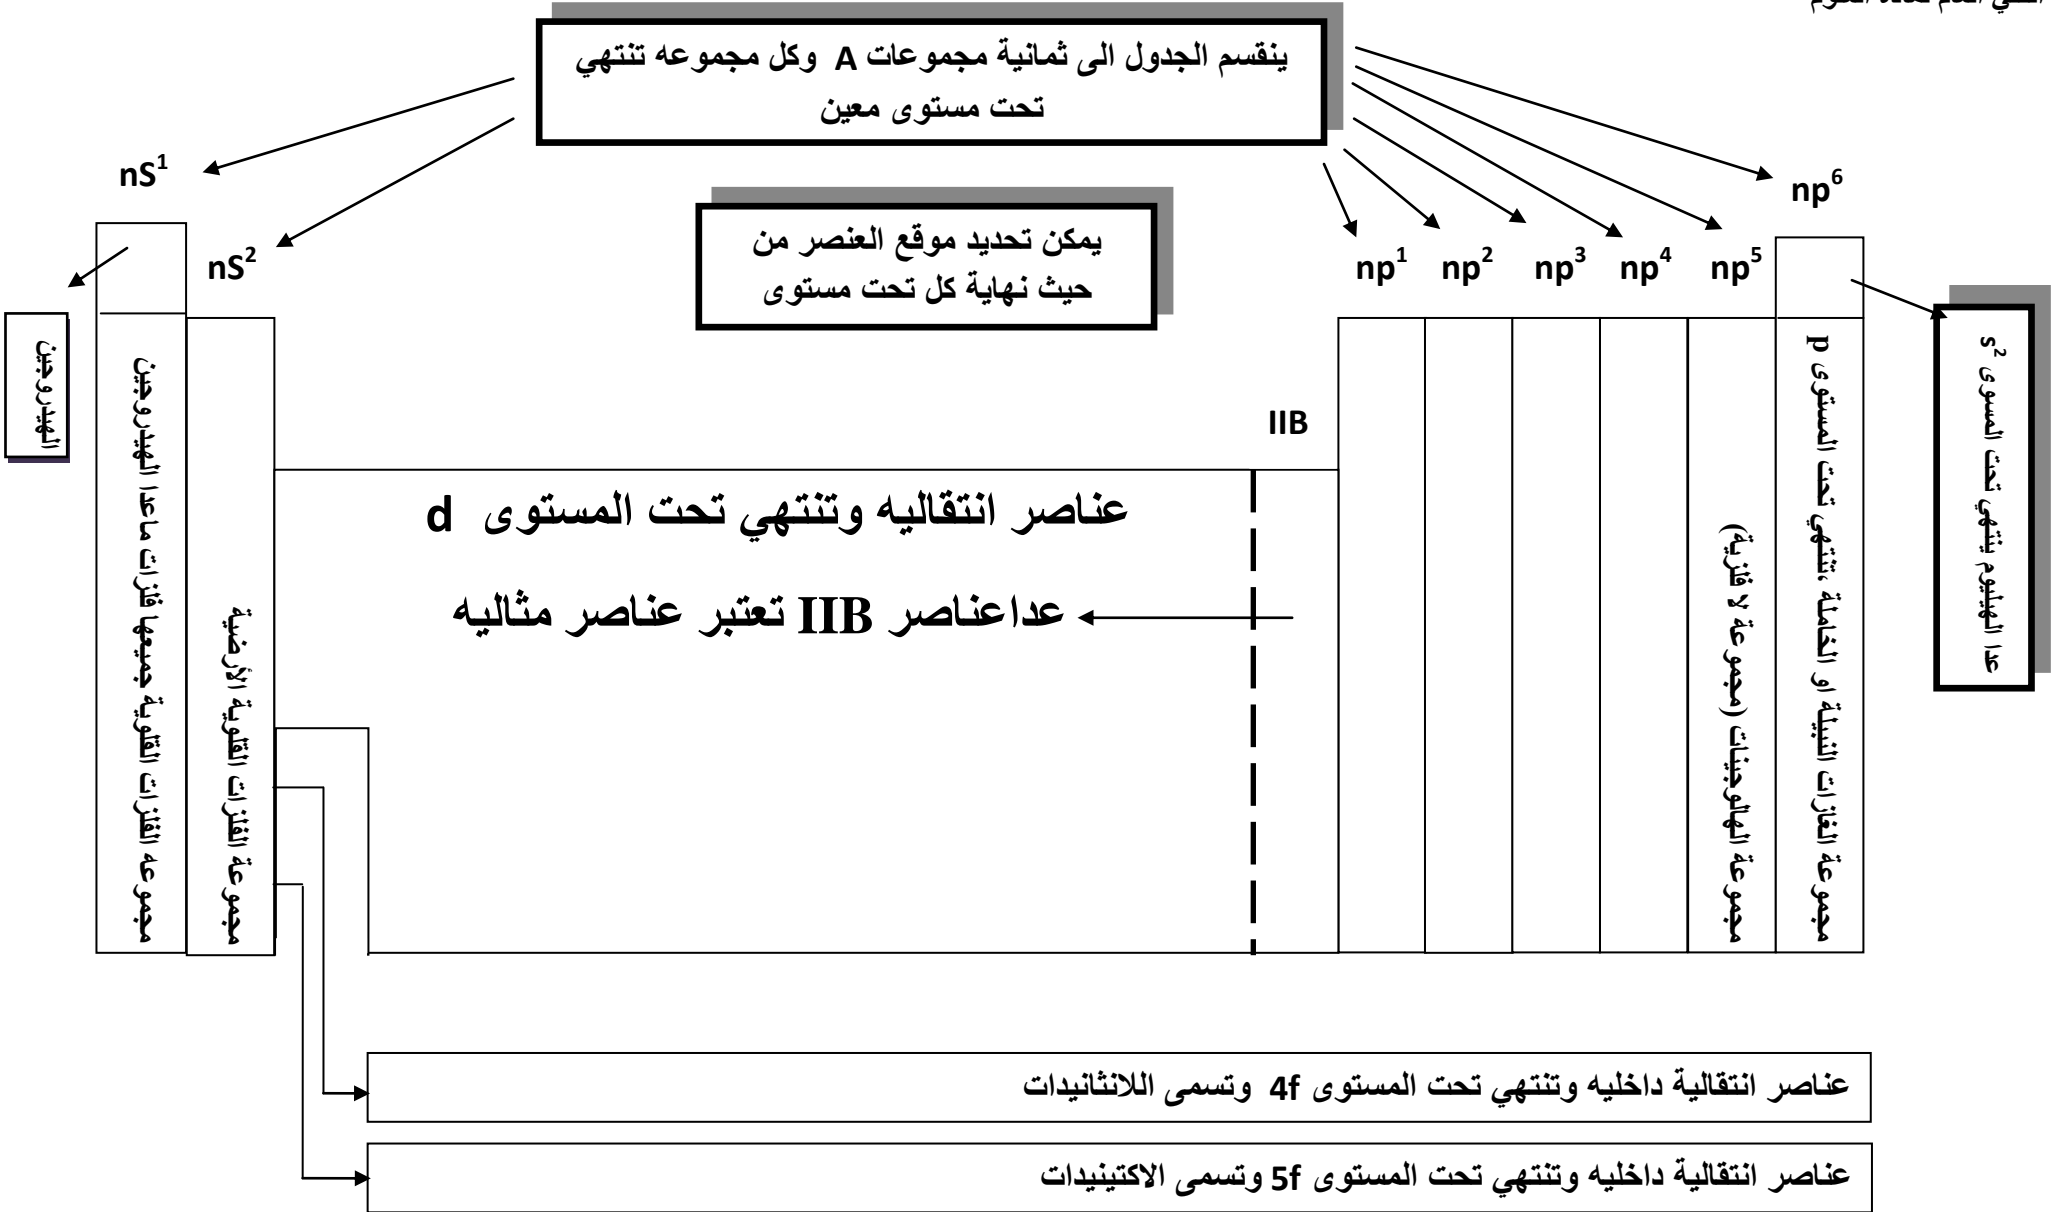 ينقسم الجدول الى ثمانية مجموعات A وكل مجموعه تنتهي
تحت مستوى معين
nS¹
np⁶
يمكن تحديد موقع العنصر من
حيث نهاية كل تحت مستوى
nS²
np¹ np² np³ np⁴ np⁵
الهيدروجين
مجموعه الفلزات القلوية جميعها فلزات ماعدا الهيدروجين
مجموعة الفلزات القلوية الأرضية
IIB
عناصر انتقاليه وتنتهي تحت المستوى d
عداعناصر IIB تعتبر عناصر مثاليه
مجموعة الهالوجينات (مجموعة لا فلزية)
مجموعة الغازات النبيلة او الخاملة ،تنتهي تحت المستوى p
عدا الهيليوم ينتهي تحت المسوى s²
عناصر انتقالية داخليه وتنتهي تحت المستوى 4f وتسمى اللانثانيدات
عناصر انتقالية داخليه وتنتهي تحت المستوى 5f وتسمى الاكتينيدات